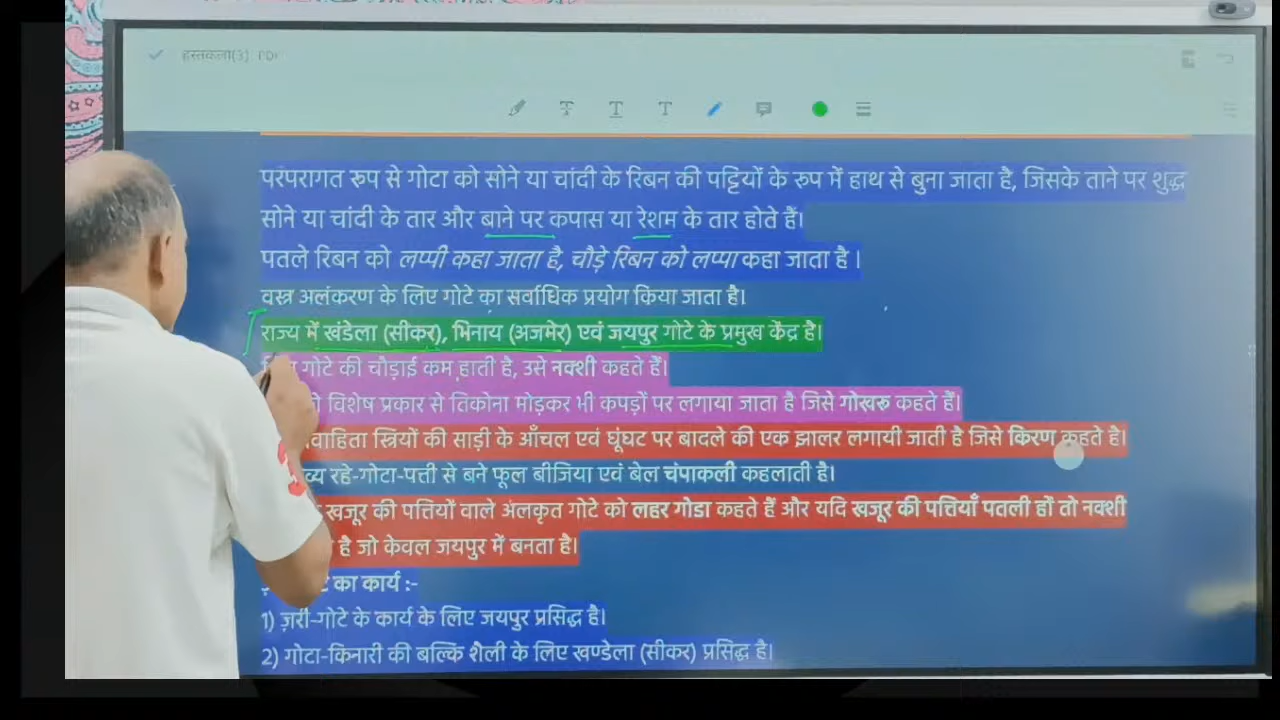 हस्तकला(3) PDF
परंपरागत रूप से गोटा को सोने या चांदी के रिबन की पट्टियों के रुप में हाथ से बुना जाता है, जिसके ताने पर शुद्ध
सोने या चांदी के तार और बाने पर कपास या रेशम के तार होते हैं।
पतले रिबन को लप्पी कहा जाता है, चौड़े रिबन को लप्पा कहा जाता है ।
वस्त्र अलंकरण के लिए गोटे का सर्वाधिक प्रयोग किया जाता है।
राज्य में खंडेला (सीकर), भिनाय (अजमेर) एवं जयपुर गोटे के प्रमुख केंद्र है।
गोटे की चौड़ाई कम हाती है, उसे नक्शी कहते हैं।
विशेष प्रकार से तिकोना मोड़कर भी कपड़ों पर लगाया जाता है जिसे गोखरु कहते हैं।
स्त्रियों की साड़ी के आँचल एवं घूंघट पर बादले की एक झालर लगायी जाती है जिसे किरण कहते है।
रहे-गोटा-पत्ती से बने फूल बीजिया एवं बेल चंपाकली कहलाती है।
खजूर की पत्तियों वाले अंलकृत गोटे को लहर गोडा कहते हैं और यदि खजूर की पत्तियाँ पतली हों तो नक्शी
है जो केवल जयपुर में बनता है।
का कार्य :-
1) ज़री-गोटे के कार्य के लिए जयपुर प्रसिद्ध है।
2) गोटा-किनारी की बल्कि शैली के लिए खण्डेला (सीकर) प्रसिद्ध है।